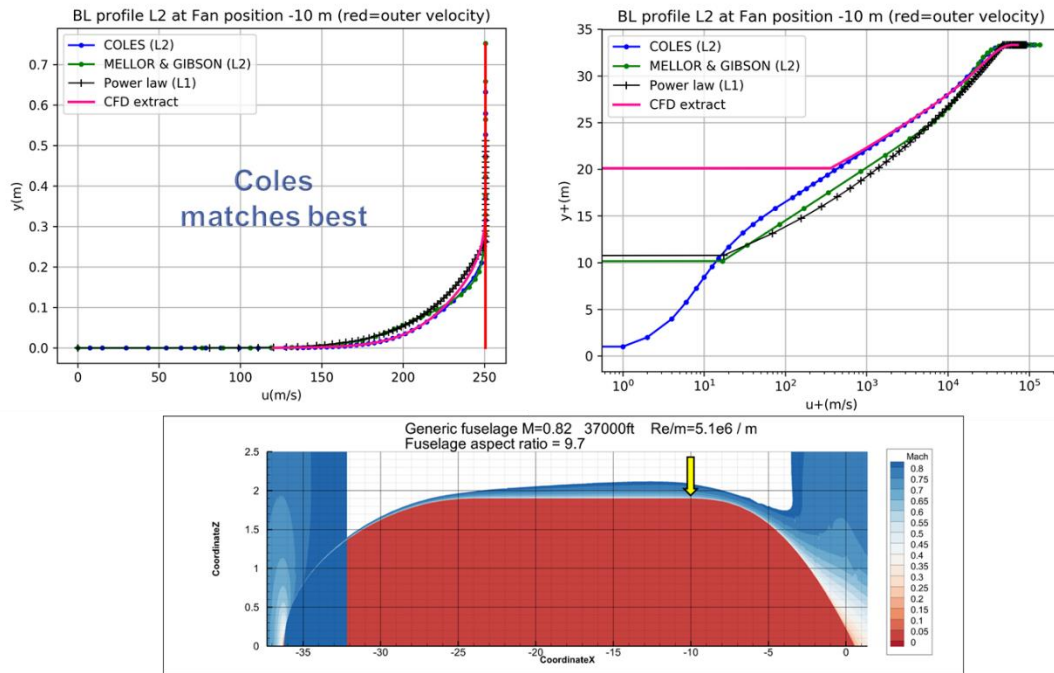 BL profile L2 at Fan position -10 m (red=outer velocity)
COLES (L2)
MELLOR & GIBSON (L2)
Power law (L1)
CFD extract
Coles
matches best
y(m)
0.7
0.6
0.5
0.4
0.3
0.2
0.1
0.0
0 50 100 150 200 250
u(m/s)
BL profile L2 at Fan position -10 m (red=outer velocity)
COLES (L2)
MELLOR & GIBSON (L2)
Power law (L1)
CFD extract
y+(m)
35
30
25
20
15
10
5
0
10⁰ 10¹ 10² 10³ 10⁴ 10⁵
u+(m/s)
Generic fuselage M=0.82 37000ft Re/m=5.1e6 / m
Fuselage aspect ratio = 9.7
CoordinateZ
2.5
2
1.5
1
0.5
0
-35 -30 -25 -20 -15 -10 -5 0
CoordinateX
Mach
0.8
0.75
0.7
0.65
0.6
0.55
0.5
0.45
0.4
0.35
0.3
0.25
0.2
0.15
0.1
0.05
0